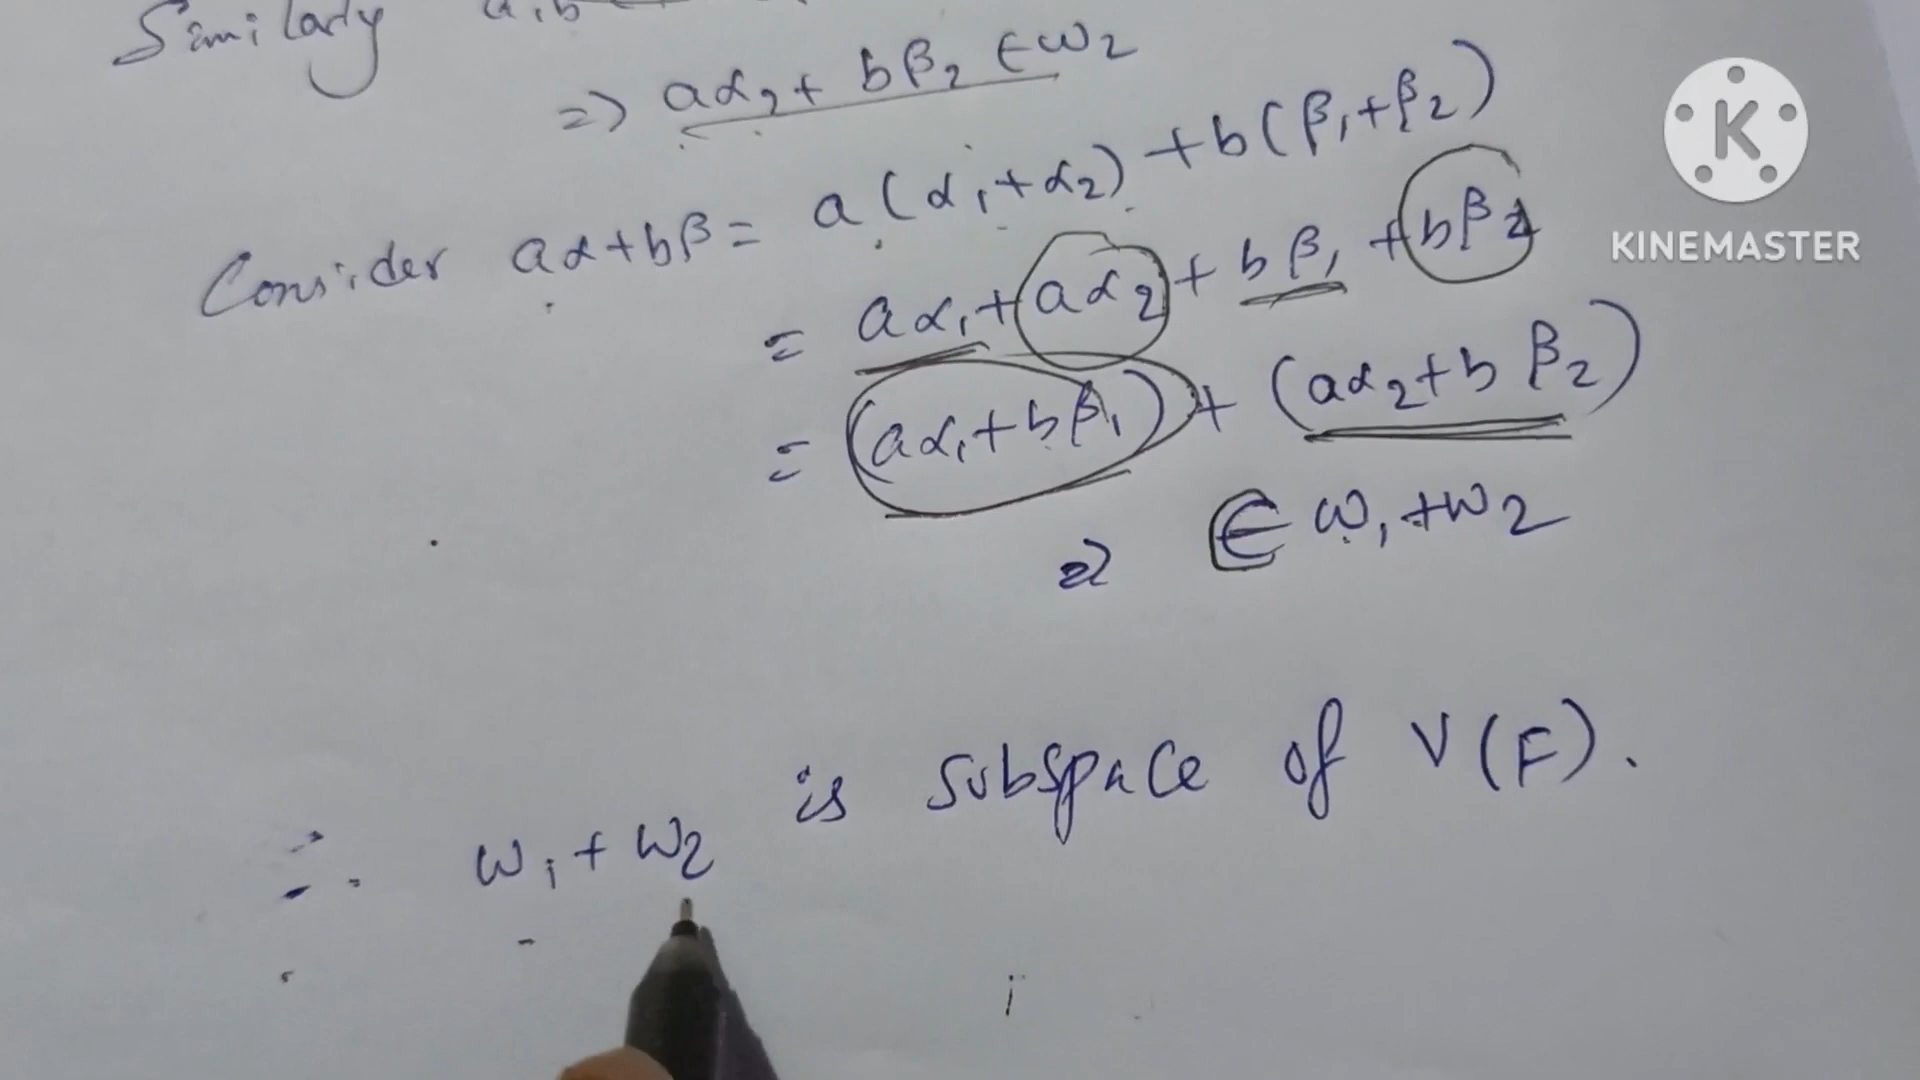 Similarly a, b
=> aα₂ + bβ₂ ∈ W₂
Consider aα+bβ = a(α₁+α₂) + b(β₁+β₂)
= aα₁ + aα₂ + bβ₁ + bβ₂
= (aα₁+bβ₁) + (aα₂+bβ₂)
=> ∈ W₁+W₂
∴ W₁+W₂ is subspace of V(F).
K
KINEMASTER